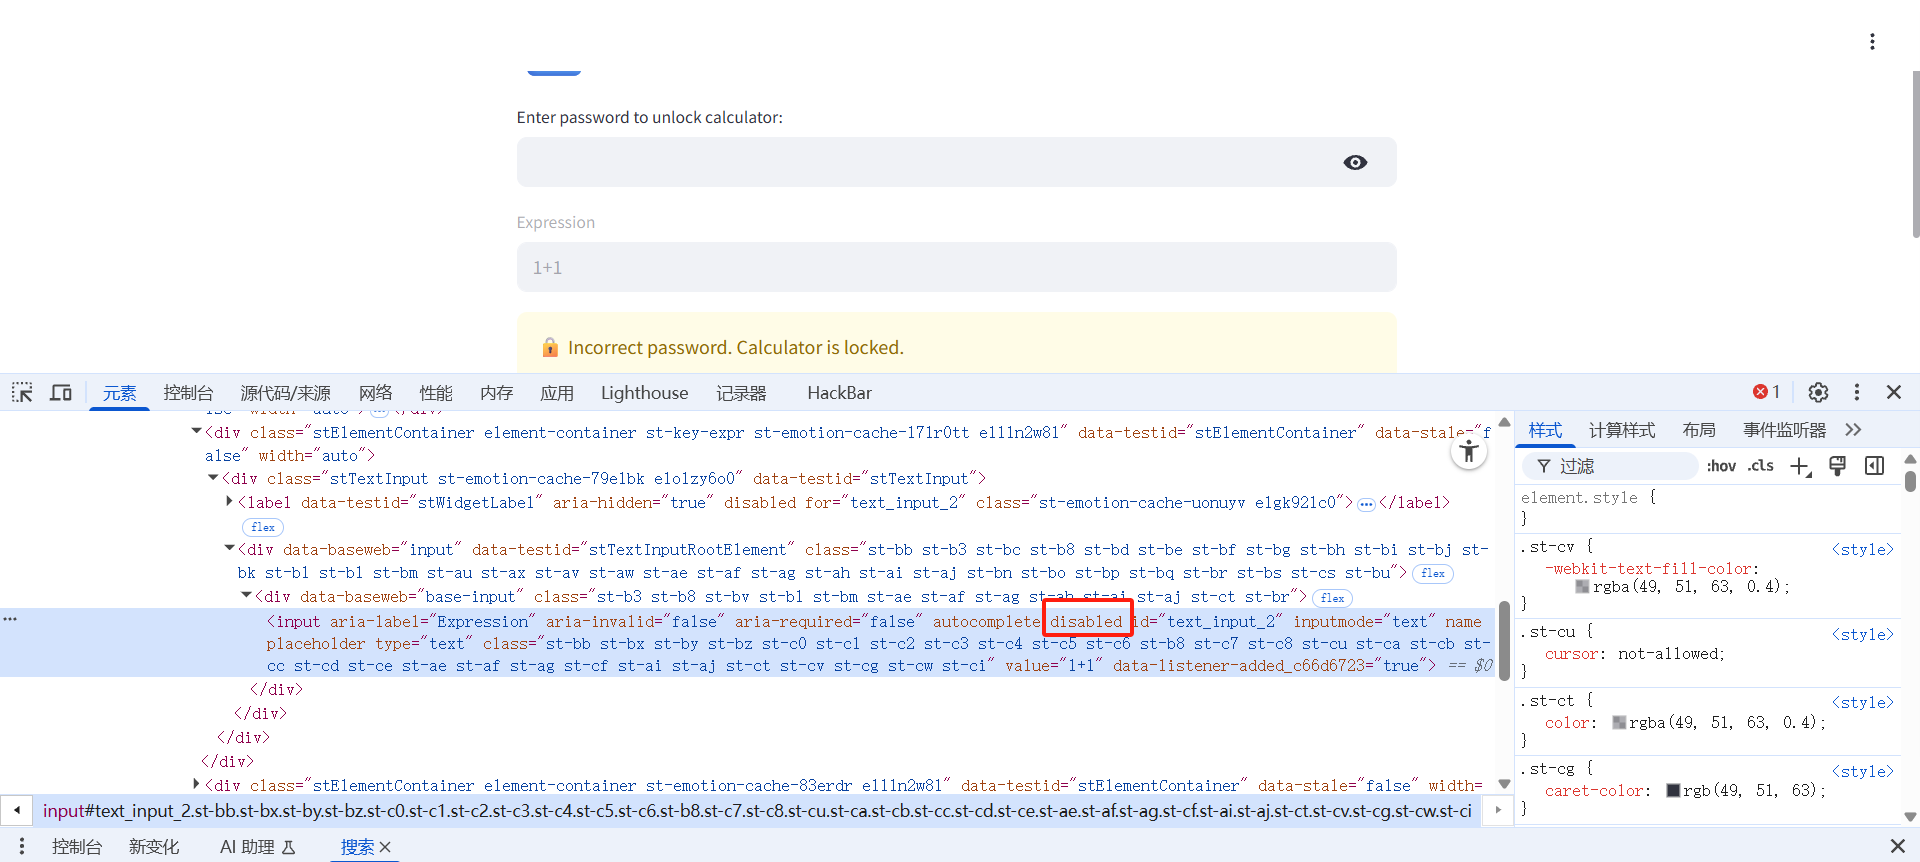 Enter password to unlock calculator:
Expression
1+1
Incorrect password. Calculator is locked.
元素 控制台 源代码/来源 网络 性能 内存 应用 Lighthouse 记录器 HackBar 1
<div class="stElementContainer element-container st-key-expr st-emotion-cache-171r0tt e1lln2w81" data-testid="stElementContainer" data-stale="f
alse" width="auto">
<div class="stTextInput st-emotion-cache-79elbk e1olzy6o0" data-testid="stTextInput">
<label data-testid="stWidgetLabel" aria-hidden="true" disabled for="text_input_2" class="st-emotion-cache-uonuyv e1gk92lc0">…</label>
flex
<div data-baseweb="input" data-testid="stTextInputRootElement" class="st-bb st-b3 st-bc st-b8 st-bd st-be st-bf st-bg st-bh st-bi st-bj st-
bk st-bl st-bl st-bm st-au st-ax st-av st-aw st-ae st-af st-ag st-ah st-ai st-aj st-bn st-bo st-bp st-bq st-br st-bs st-cs st-bu"> flex
<div data-baseweb="base-input" class="st-b3 st-b8 st-bv st-bl st-bm st-ae st-af st-ag st-ah st-ai st-aj st-ct st-br"> flex
<input aria-label="Expression" aria-invalid="false" aria-required="false" autocomplete disabled id="text_input_2" inputmode="text" name
placeholder type="text" class="st-bb st-bx st-by st-bz st-c0 st-c1 st-c2 st-c3 st-c4 st-c5 st-c6 st-b8 st-c7 st-c8 st-cu st-ca st-cb st-
cc st-cd st-ce st-ae st-af st-ag st-cf st-ai st-aj st-ct st-cv st-cg st-cw st-ci" value="1+1" data-listener-added_c66d6723="true"> == $0
</div>
</div>
</div>
</div>
<div class="stElementContainer element-container st-emotion-cache-83erdr e1lln2w81" data-testid="stElementContainer" data-stale="false" width=
input#text_input_2.st-bb.st-bx.st-by.st-bz.st-c0.st-c1.st-c2.st-c3.st-c4.st-c5.st-c6.st-b8.st-c7.st-c8.st-cu.st-ca.st-cb.st-cc.st-cd.st-ce.st-ae.st-af.st-ag.st-cf.st-ai.st-aj.st-ct.st-cv.st-cg.st-cw.st-ci
样式 计算样式 布局 事件监听器
过滤 :hov .cls
element.style {
}
.st-cv { <style>
-webkit-text-fill-color:
rgba(49, 51, 63, 0.4);
}
.st-cu { <style>
cursor: not-allowed;
}
.st-ct { <style>
color: rgba(49, 51, 63, 0.4);
}
.st-cg { <style>
caret-color: rgb(49, 51, 63);
}
控制台 新变化 AI 助理 搜索